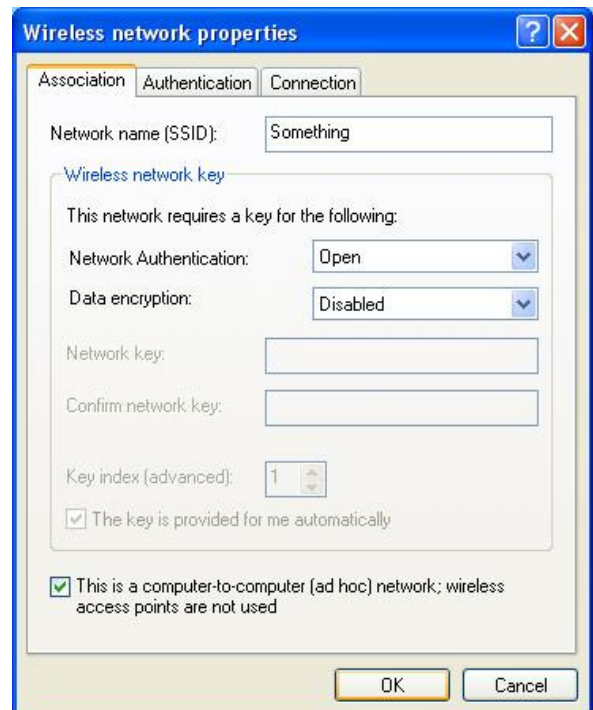 Wireless network properties
Association Authentication Connection
Network name (SSID): Something
Wireless network key
This network requires a key for the following:
Network Authentication: Open
Data encryption: Disabled
Network key:
Confirm network key:
Key index (advanced): 1
The key is provided for me automatically
This is a computer-to-computer (ad hoc) network; wireless
access points are not used
OK Cancel